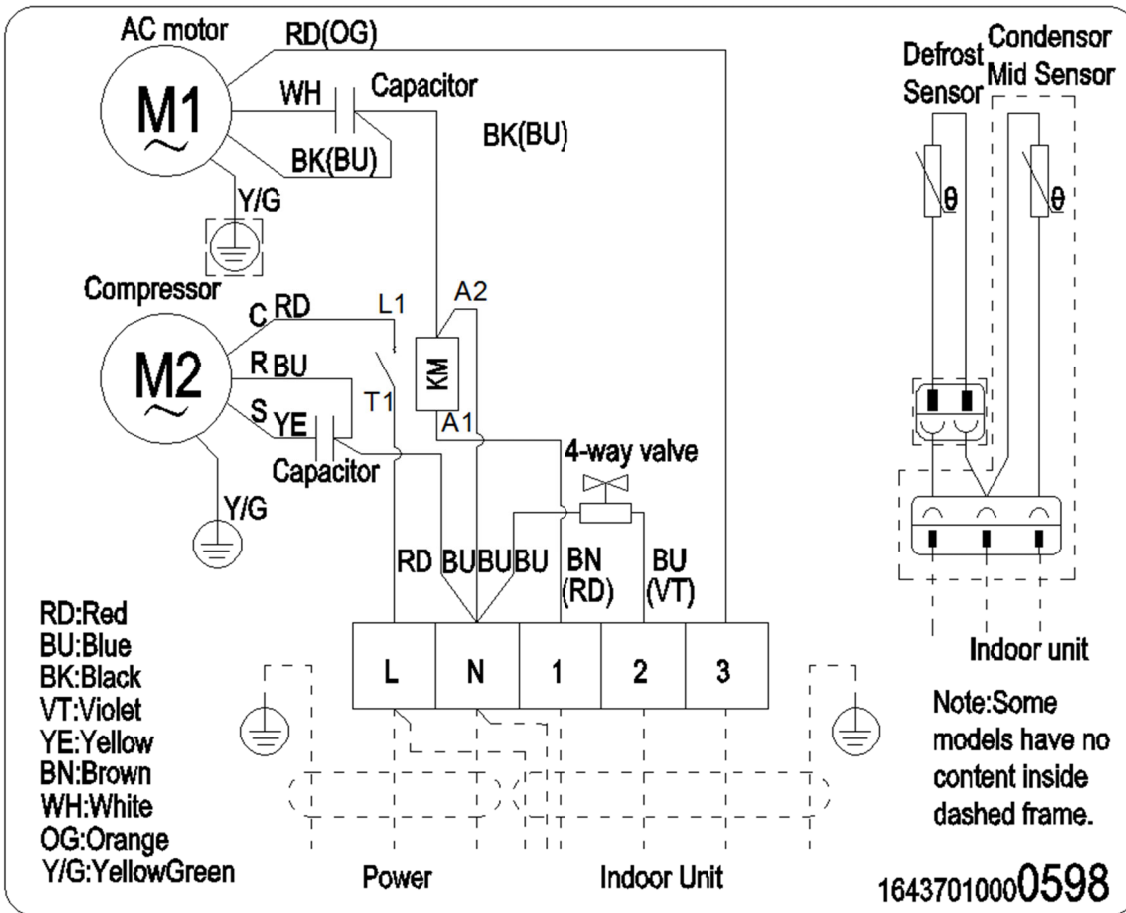 AC motor
RD(OG)
M1
WH
Capacitor
BK(BU)
BK(BU)
Y/G
Defrost
Sensor
Condensor
Mid Sensor
θ
θ
Compressor
M2
C RD
R BU
S YE
Capacitor
Y/G
L1
T1
A2
KM
A1
4-way valve
RD BU BU BU BN
(RD)
BU
(VT)
L N 1 2 3
RD:Red
BU:Blue
BK:Black
VT:Violet
YE:Yellow
BN:Brown
WH:White
OG:Orange
Y/G:YellowGreen
Power
Indoor Unit
Indoor unit
Note:Some
models have no
content inside
dashed frame.
16437010000598